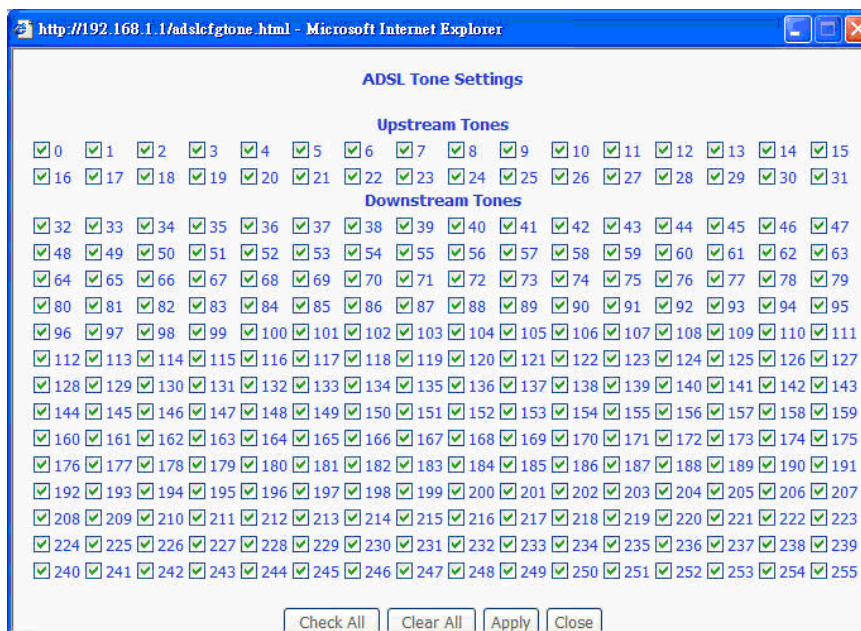 http://192.168.1.1/adslcfgtone.html - Microsoft Internet Explorer
ADSL Tone Settings
Upstream Tones
0 1 2 3 4 5 6 7 8 9 10 11 12 13 14 15
16 17 18 19 20 21 22 23 24 25 26 27 28 29 30 31
Downstream Tones
32 33 34 35 36 37 38 39 40 41 42 43 44 45 46 47
48 49 50 51 52 53 54 55 56 57 58 59 60 61 62 63
64 65 66 67 68 69 70 71 72 73 74 75 76 77 78 79
80 81 82 83 84 85 86 87 88 89 90 91 92 93 94 95
96 97 98 99 100 101 102 103 104 105 106 107 108 109 110 111
112 113 114 115 116 117 118 119 120 121 122 123 124 125 126 127
128 129 130 131 132 133 134 135 136 137 138 139 140 141 142 143
144 145 146 147 148 149 150 151 152 153 154 155 156 157 158 159
160 161 162 163 164 165 166 167 168 169 170 171 172 173 174 175
176 177 178 179 180 181 182 183 184 185 186 187 188 189 190 191
192 193 194 195 196 197 198 199 200 201 202 203 204 205 206 207
208 209 210 211 212 213 214 215 216 217 218 219 220 221 222 223
224 225 226 227 228 229 230 231 232 233 234 235 236 237 238 239
240 241 242 243 244 245 246 247 248 249 250 251 252 253 254 255
Check All Clear All Apply Close